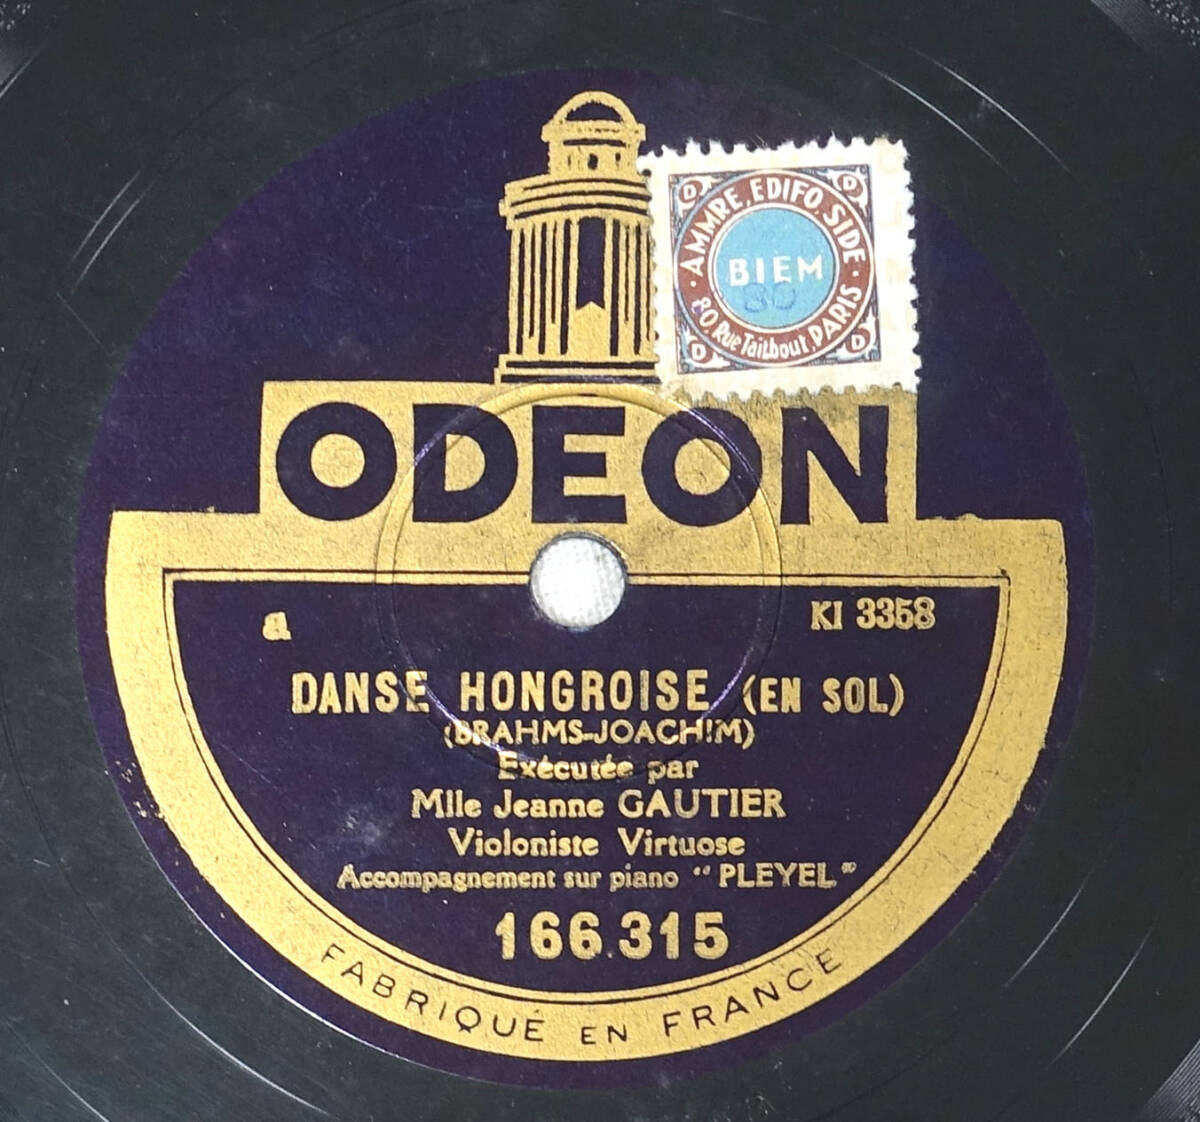 D D
AMMRE, EDIFO, SIDE
BIEM
80
80, Rue Taitbout, PARIS
D D
ODEON
a
KI 3358
DANSE HONGROISE (EN SOL)
(BRAHMS-JOACHIM)
Exécutée par
Mlle Jeanne GAUTIER
Violoniste Virtuose
Accompagnement sur piano “PLEYEL”
166.315
FABRIQUÉ EN FRANCE